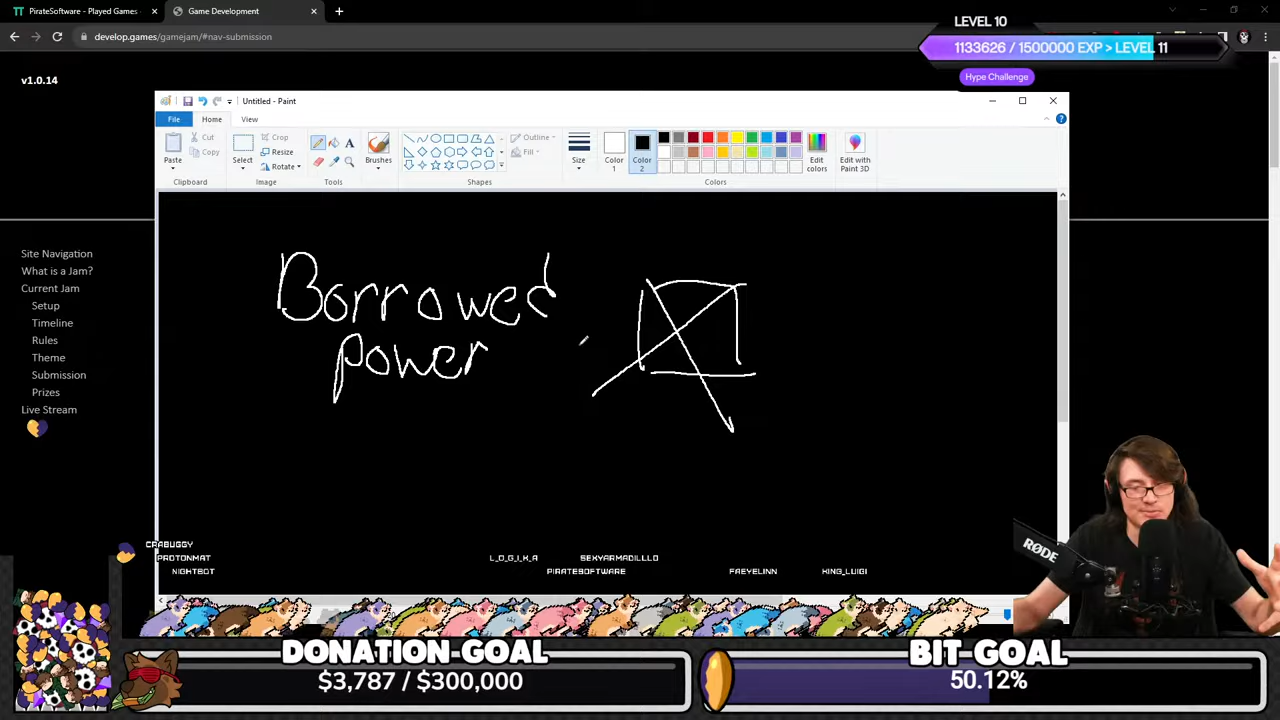 PirateSoftware - Played Games -
Game Development
develop.games/gamejam/#nav-submission
LEVEL 10
1133626 / 1500000 EXP > LEVEL 11
Hype Challenge
v1.0.14
Untitled - Paint
File
Home
View
Paste
Cut
Copy
Clipboard
Select
Crop
Resize
Rotate
Image
A
Tools
Brushes
Outline
Fill
Shapes
Size
Color 1
Color 2
Edit colors
Colors
Edit with Paint 3D
Borrowed
power
Site Navigation
What is a Jam?
Current Jam
Setup
Timeline
Rules
Theme
Submission
Prizes
Live Stream
CRABUGGY
PROTONMAT
NIGHTBOT
L_O_G_I_K_A
SEXYARMADILLLO
PIRATESOFTWARE
FAEYELINN
KING_LUIGI
RØDE
DONATION-GOAL
$3,787 / $300,000
BIT-GOAL
50.12%